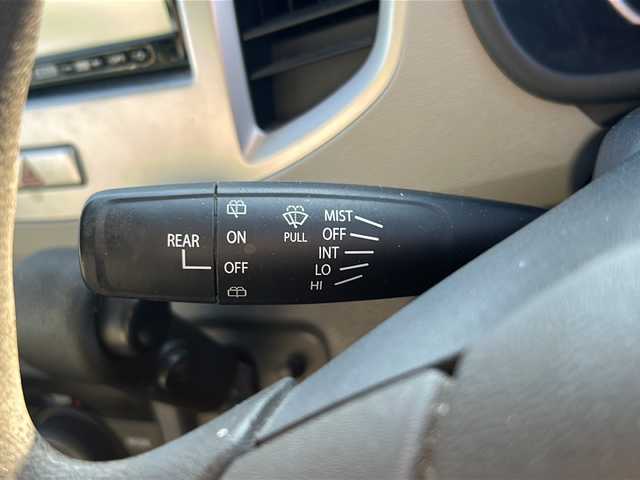 REAR
ON
OFF
PULL
MIST
OFF
INT
LO
HI